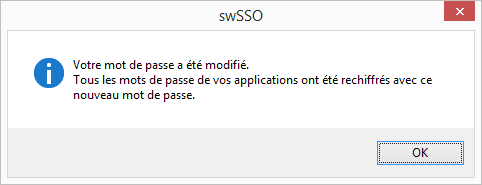 swSSO
Votre mot de passe a été modifié.
Tous les mots de passe de vos applications ont été rechiffrés avec ce
nouveau mot de passe.
OK